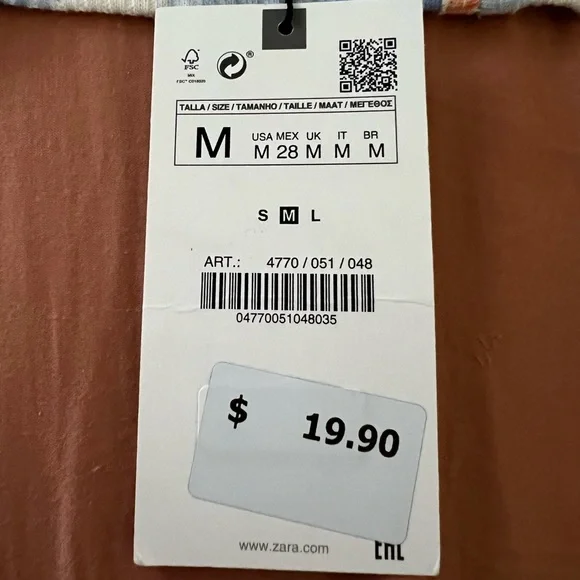 FSC
MIX
®
TALLA / SIZE / TAMANHO / TAILLE / MAAT / ΜΕΓΕΘΟΣ
M
USA MEX UK IT BR
M 28 M M M
S M L
ART.: 4770 / 051 / 048
04770051048035
$ 19.90
www.zara.com
EAC